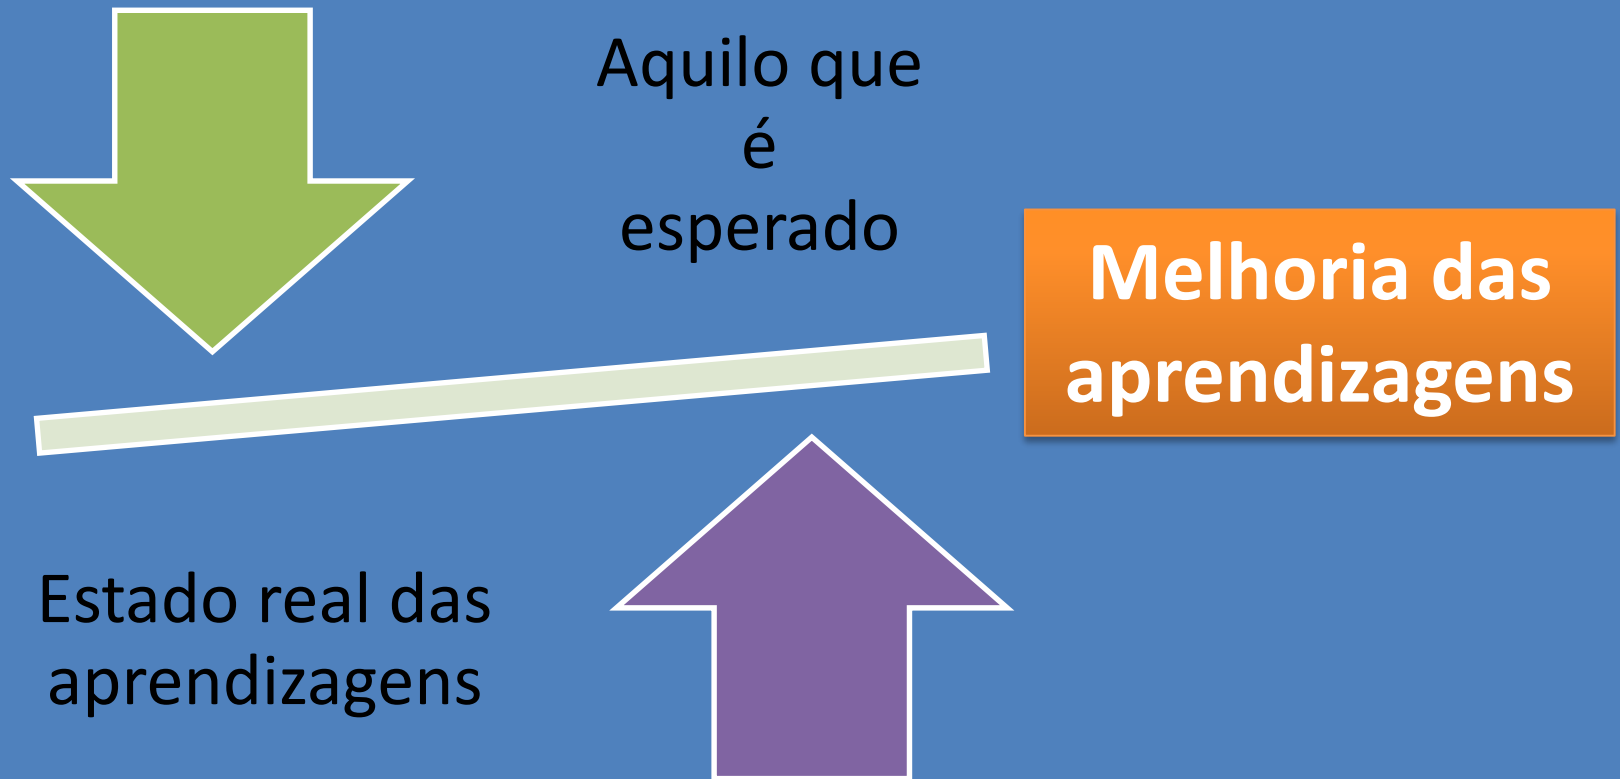 Aquilo que
é
esperado
Melhoria das
aprendizagens
Estado real das
aprendizagens